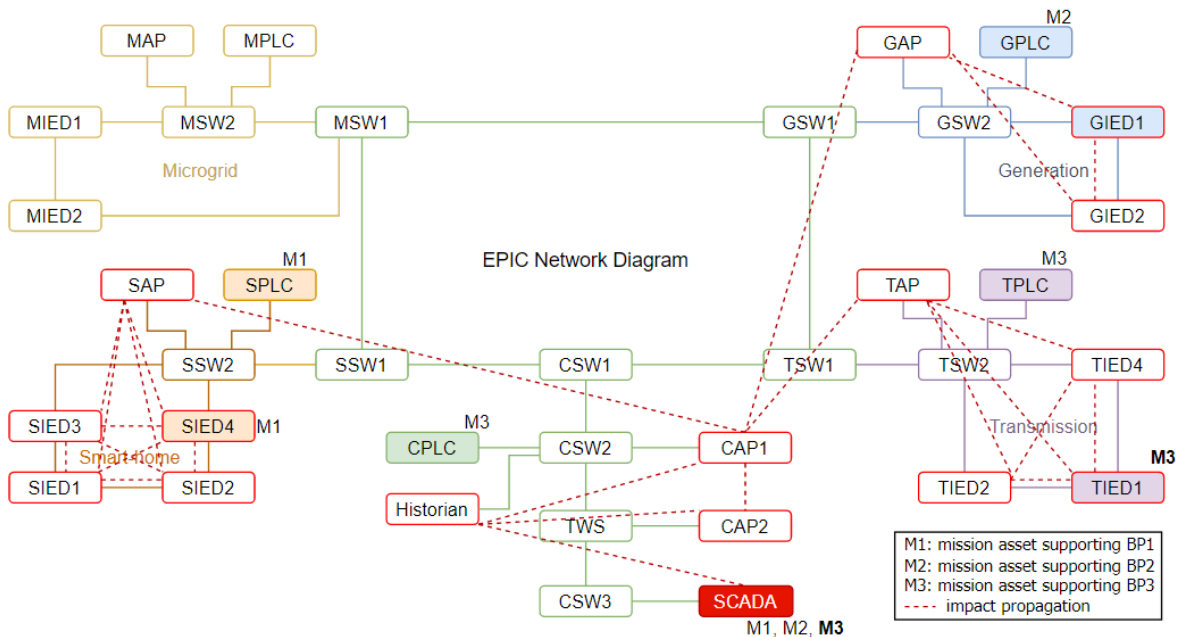 M2
MAP
MPLC
GAP
GPLC
MIED1
MSW2
MSW1
GSW1
GSW2
GIED1
Microgrid
Generation
MIED2
GIED2
EPIC Network Diagram
M1
M3
SAP
SPLC
TAP
TPLC
SSW2
SSW1
CSW1
TSW1
TSW2
TIED4
SIED3
SIED4
M1
M3
Transmission
Smart-home
CPLC
CSW2
CAP1
M3
SIED1
SIED2
TIED2
TIED1
Historian
TWS
CAP2
M1: mission asset supporting BP1
M2: mission asset supporting BP2
M3: mission asset supporting BP3
impact propagation
CSW3
SCADA
M1, M2, M3